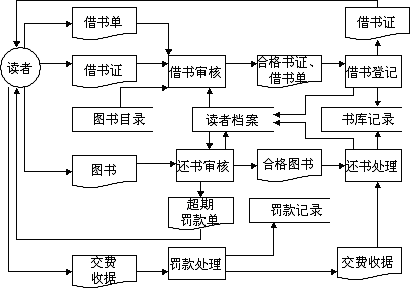 借书单
借书证
读者
借书证
借书审核
合格书证、
借书单
借书登记
图书目录
读者档案
书库记录
图书
还书审核
合格图书
还书处理
超期
罚款单
罚款记录
交费
收据
罚款处理
交费收据